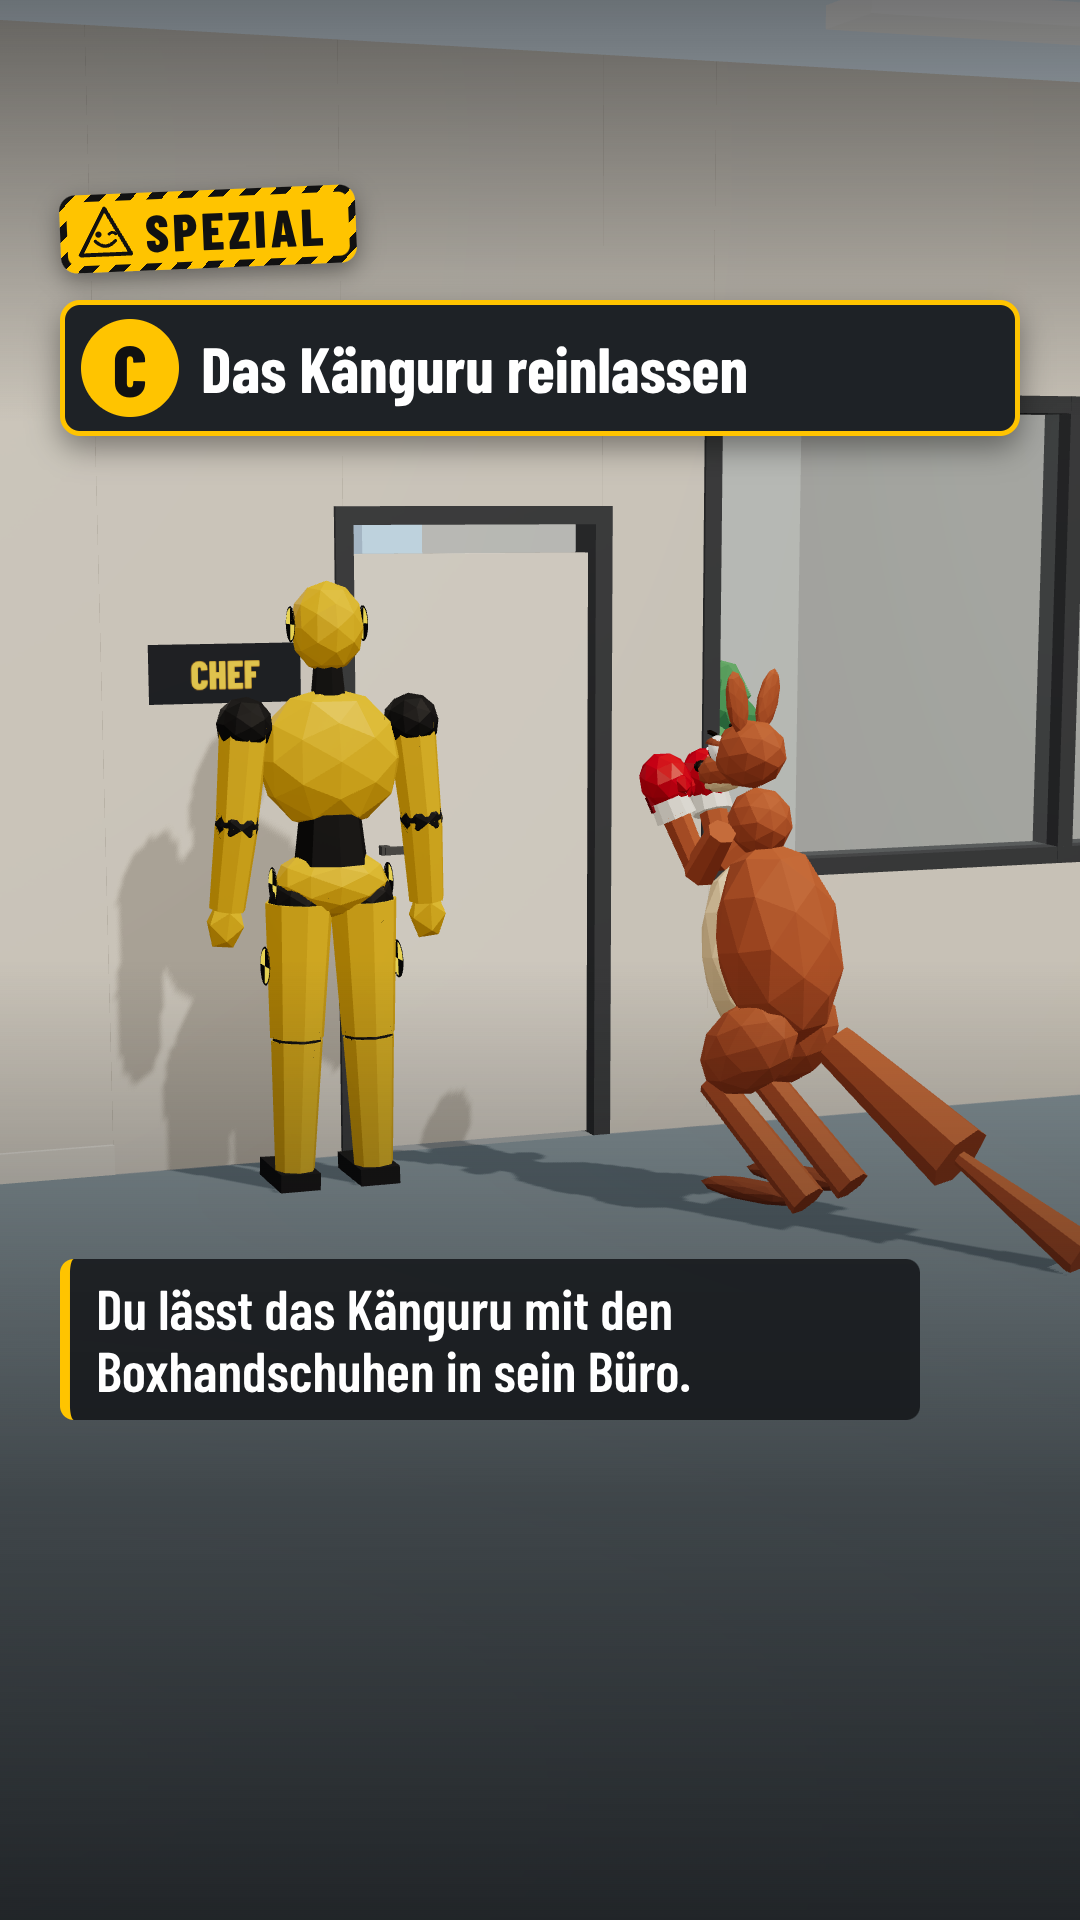 SPEZIAL
C Das Känguru reinlassen
CHEF
Du lässt das Känguru mit den
Boxhandschuhen in sein Büro.